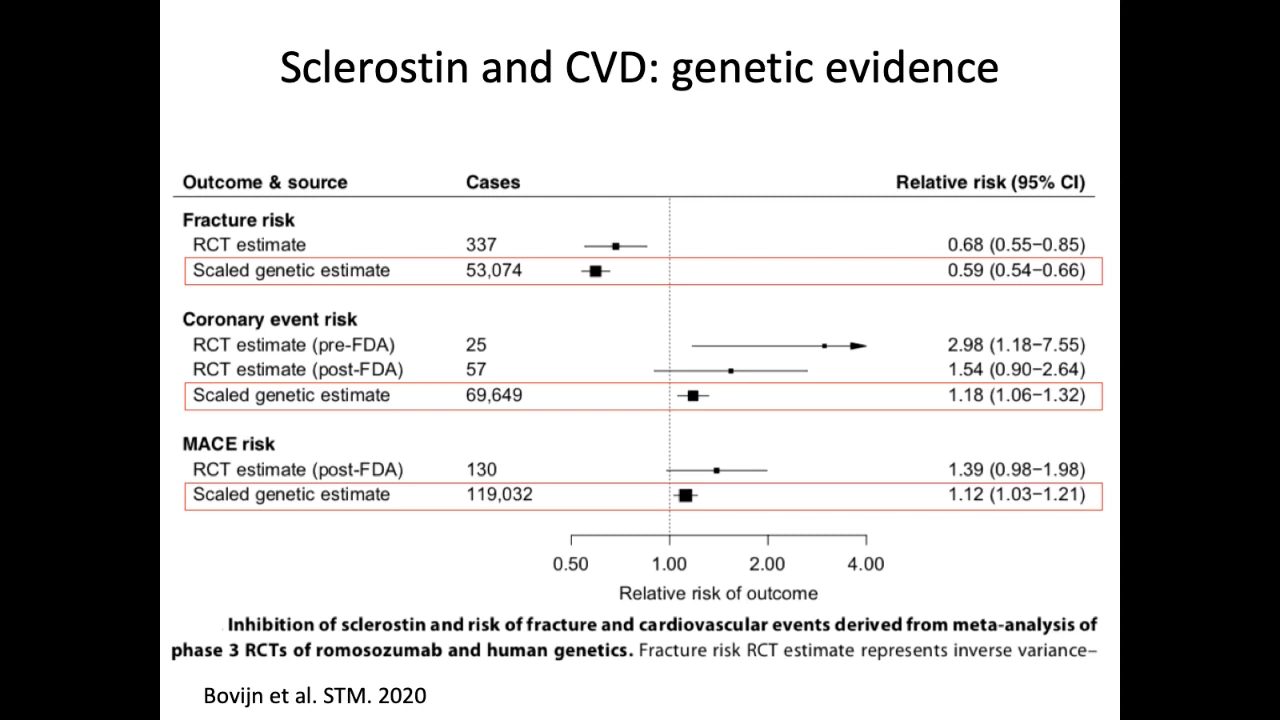 Sclerostin and CVD: genetic evidence
Outcome & source Cases Relative risk (95% CI)
Fracture risk
RCT estimate 337 0.68 (0.55−0.85)
Scaled genetic estimate 53,074 0.59 (0.54−0.66)
Coronary event risk
RCT estimate (pre-FDA) 25 2.98 (1.18−7.55)
RCT estimate (post-FDA) 57 1.54 (0.90−2.64)
Scaled genetic estimate 69,649 1.18 (1.06−1.32)
MACE risk
RCT estimate (post-FDA) 130 1.39 (0.98−1.98)
Scaled genetic estimate 119,032 1.12 (1.03−1.21)
0.50 1.00 2.00 4.00
Relative risk of outcome
Inhibition of sclerostin and risk of fracture and cardiovascular events derived from meta-analysis of
phase 3 RCTs of romosozumab and human genetics. Fracture risk RCT estimate represents inverse variance–
Bovijn et al. STM. 2020